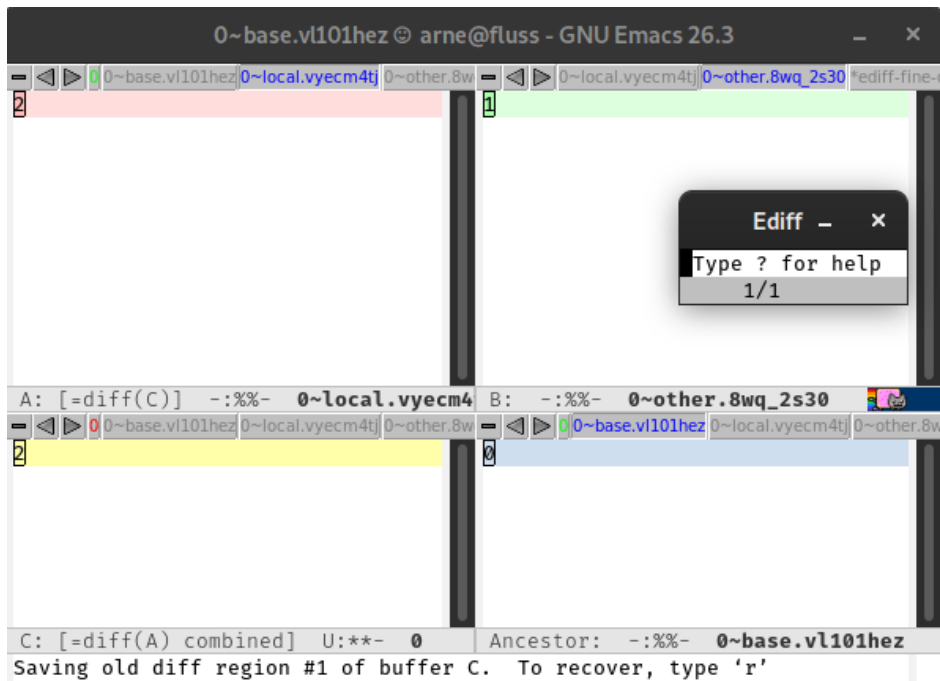 0~base.vl101hez ☺ arne@fluss - GNU Emacs 26.3
0 0~base.vl101hez 0~local.vyecm4tj 0~other.8w
0~local.vyecm4tj 0~other.8wq_2s30 *ediff-fine-
2
1
Ediff
Type ? for help
1/1
A: [=diff(C)] -:%%- 0~local.vyecm4
B: -:%%- 0~other.8wq_2s30
0 0~base.vl101hez 0~local.vyecm4tj 0~other.8w
0 0~base.vl101hez 0~local.vyecm4tj 0~other.8w
2
0
C: [=diff(A) combined] U:**- 0
Ancestor: -:%%- 0~base.vl101hez
Saving old diff region #1 of buffer C. To recover, type ‘r’